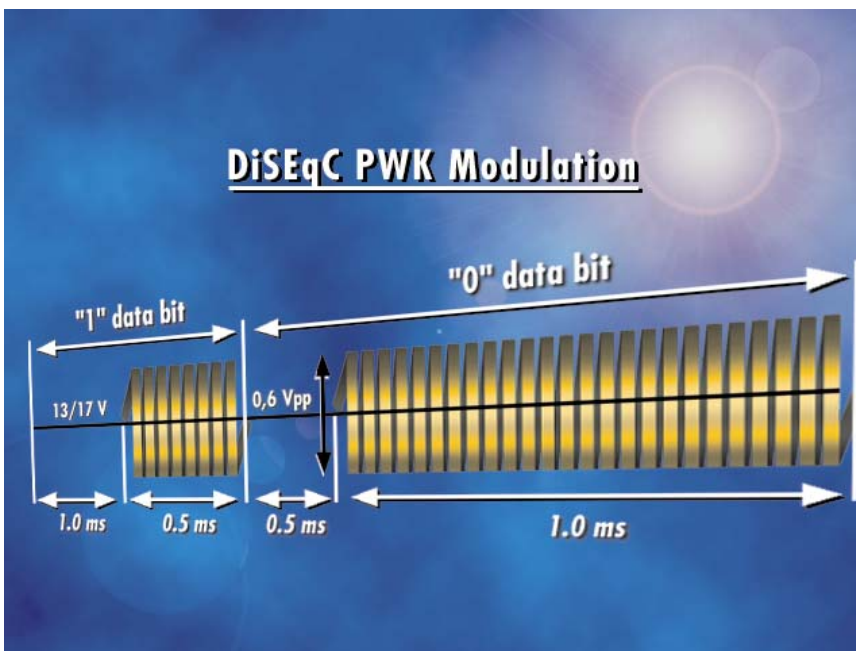 DiSEqC PWK Modulation
"0" data bit
"1" data bit
13/17 V
0,6 Vpp
1.0 ms
0.5 ms
0.5 ms
1.0 ms